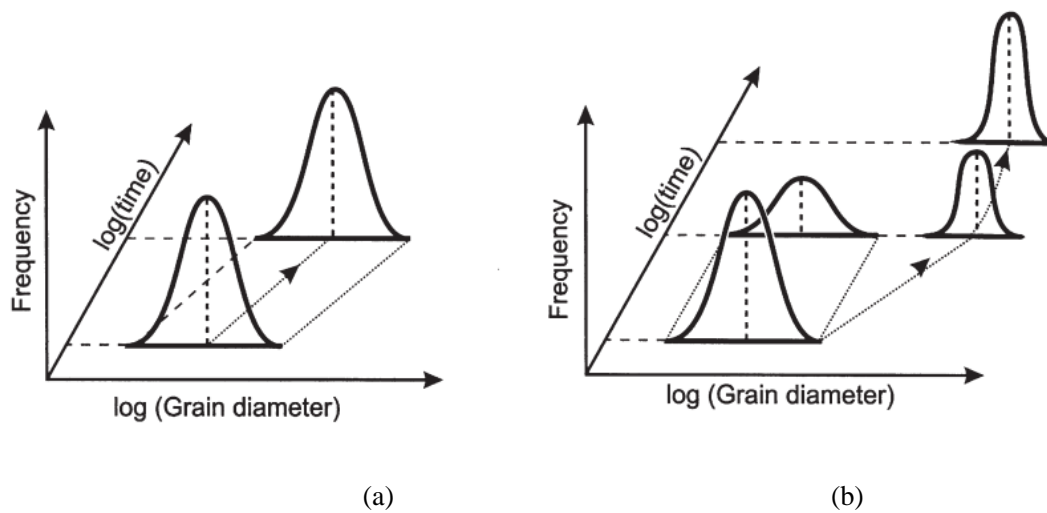 Frequency
log(time)
log (Grain diameter)
(a)
Frequency
log(time)
log (Grain diameter)
(b)